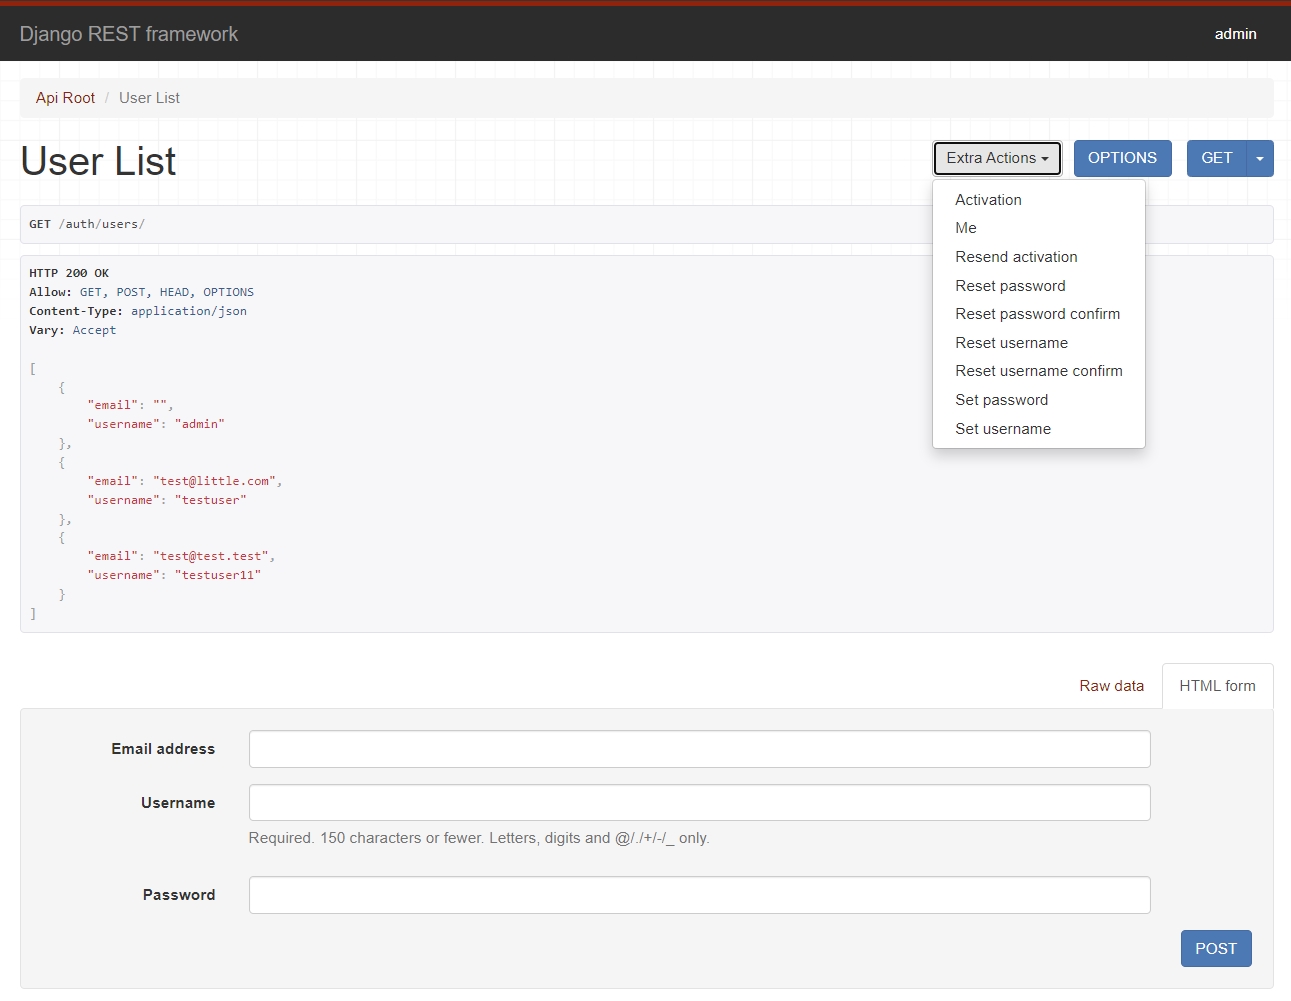 Django REST framework
admin
Api Root / User List
User List
Extra Actions
OPTIONS
GET
Activation
Me
Resend activation
Reset password
Reset password confirm
Reset username
Reset username confirm
Set password
Set username
GET /auth/users/
HTTP 200 OK
Allow: GET, POST, HEAD, OPTIONS
Content-Type: application/json
Vary: Accept
[
    {
        "email": "",
        "username": "admin"
    },
    {
        "email": "test@little.com",
        "username": "testuser"
    },
    {
        "email": "test@test.test",
        "username": "testuser11"
    }
]
Raw data
HTML form
Email address
Username
Required. 150 characters or fewer. Letters, digits and @/./+/-/_ only.
Password
POST